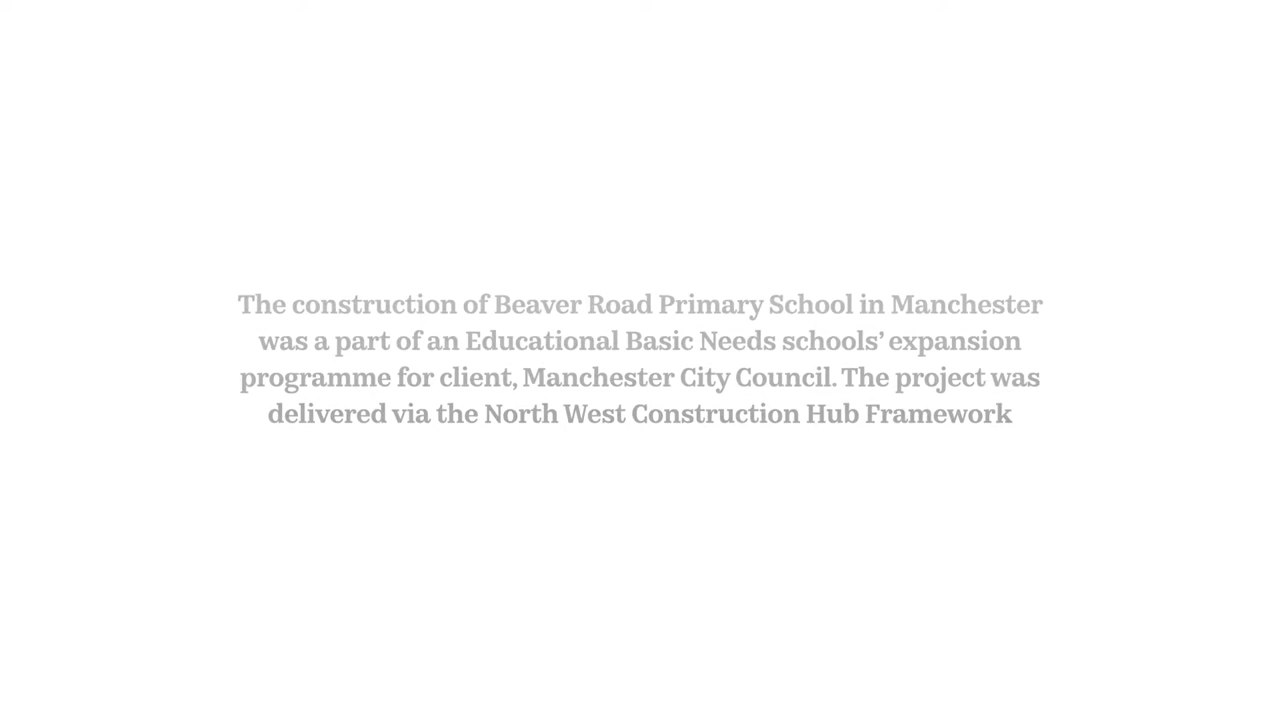 The construction of Beaver Road Primary School in Manchester
was a part of an Educational Basic Needs schools’ expansion
programme for client, Manchester City Council. The project was
delivered via the North West Construction Hub Framework